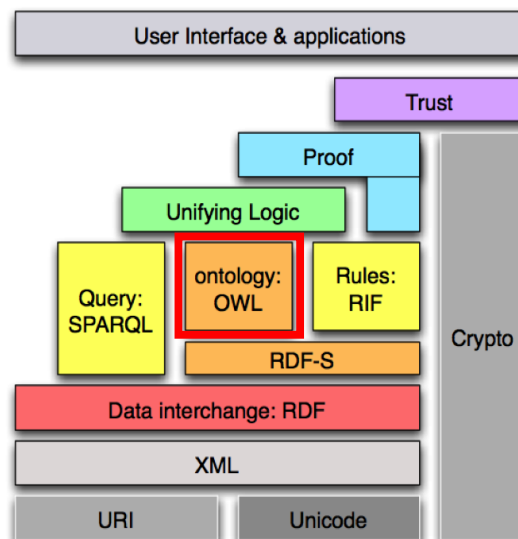 User Interface & applications
Trust
Proof
Unifying Logic
Query:
SPARQL
ontology:
OWL
Rules:
RIF
Crypto
RDF-S
Data interchange: RDF
XML
URI
Unicode